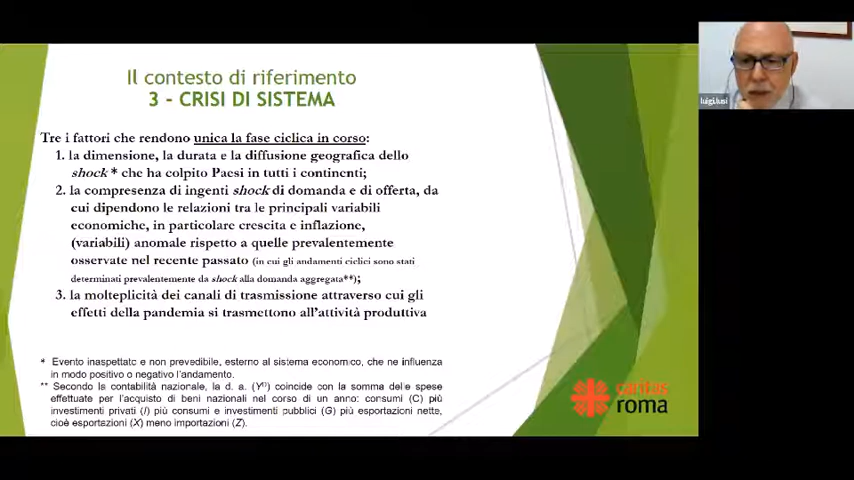 Il contesto di riferimento
3 - CRISI DI SISTEMA
Tre i fattori che rendono unica la fase ciclica in corso:
1. la dimensione, la durata e la diffusione geografica dello
shock * che ha colpito Paesi in tutti i continenti;
2. la compresenza di ingenti shock di domanda e di offerta, da
cui dipendono le relazioni tra le principali variabili
economiche, in particolare crescita e inflazione,
(variabili) anomale rispetto a quelle prevalentemente
osservate nel recente passato (in cui gli andamenti ciclici sono stati
determinati prevalentemente da shock alla domanda aggregata**);
3. la molteplicità dei canali di trasmissione attraverso cui gli
effetti della pandemia si trasmettono all'attività produttiva
* Evento inaspettato e non prevedibile, esterno al sistema economico, che ne influenza
in modo positivo o negativo l'andamento.
** Secondo la contabilità nazionale, la d. a. (Yᴰ) coincide con la somma delle spese
effettuate per l'acquisto di beni nazionali nel corso di un anno: consumi (C) più
investimenti privati (I) più consumi e investimenti pubblici (G) più esportazioni nette,
cioè esportazioni (X) meno importazioni (Z).
caritas
roma
luigi.lusi